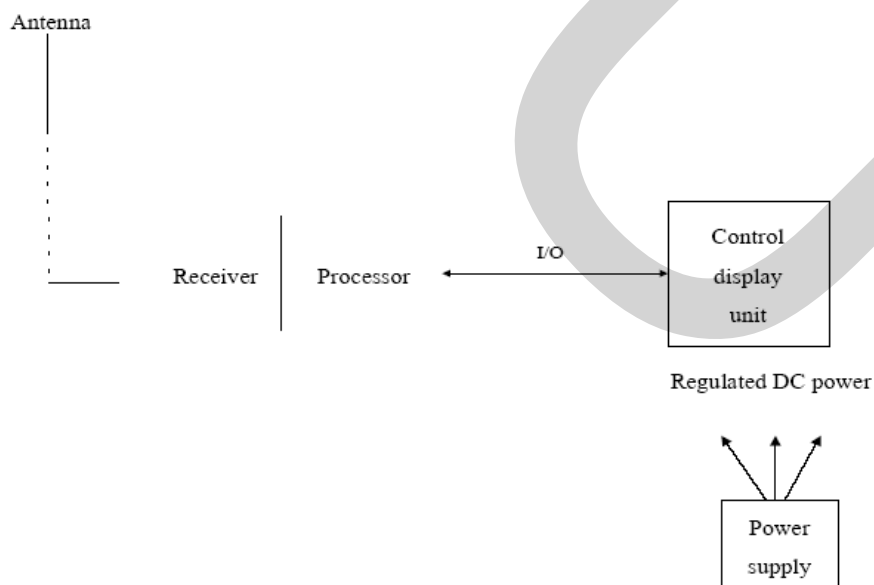 Antenna
Receiver
Processor
I/O
Control
display
unit
Regulated DC power
Power
supply